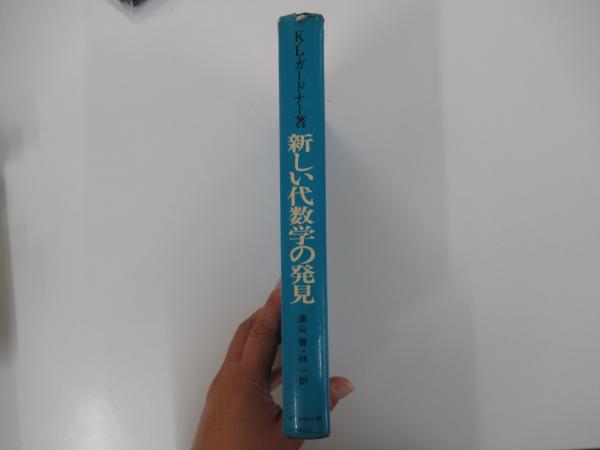 K・L・ガードナー著
新しい代数学の発見
遠山 啓・林 一 訳